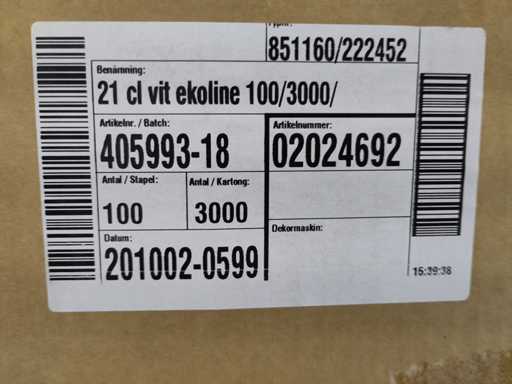 851160/222452
Benämning:
21 cl vit ekoline 100/3000/
Artikelnr. / Batch:
405993-18
Artikelnummer:
02024692
Antal / Stapel:
100
Antal / Kartong:
3000
Datum:
201002-0599
Dekormaskin:
15:39:38